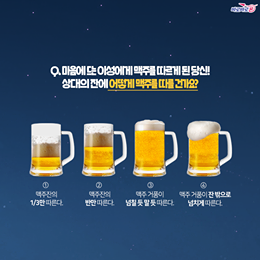 Q. 마음에 드는 이성에게 맥주를 따르게 된 당신!
상대의 잔에 어떻게 맥주를 따를 건가요?
①
맥주잔의
1/3만 따른다.
②
맥주잔의
반만 따른다.
③
맥주 거품이
넘칠 듯 말 듯 따른다.
④
맥주 거품이 잔 밖으로
넘치게 따른다.